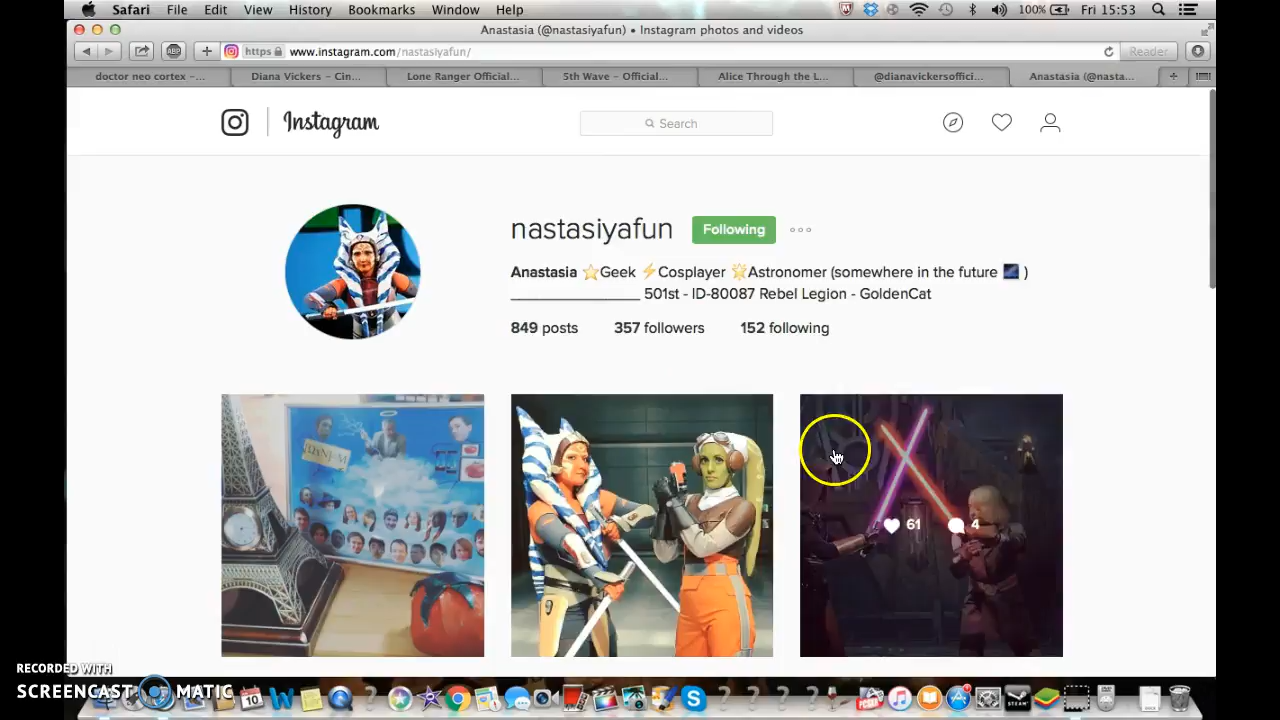 Safari File Edit View History Bookmarks Window Help 100% Fri 15:53
Anastasia (@nastasiyafun) • Instagram photos and videos
https www.instagram.com/nastasiyafun/ Reader
doctor neo cortex –... Diana Vickers – Cin... Lone Ranger Official... 5th Wave – Official... Alice Through the L... @dianavickersoffici... Anastasia (@nasta...
Instagram Search
nastasiyafun Following
Anastasia ⭐Geek ⚡Cosplayer 🌟Astronomer (somewhere in the future 🌌 )
__________________ 501st - ID-80087 Rebel Legion - GoldenCat
849 posts 357 followers 152 following
61 4
RECORDED WITH
SCREENCAST MATIC
10 W S STEAM